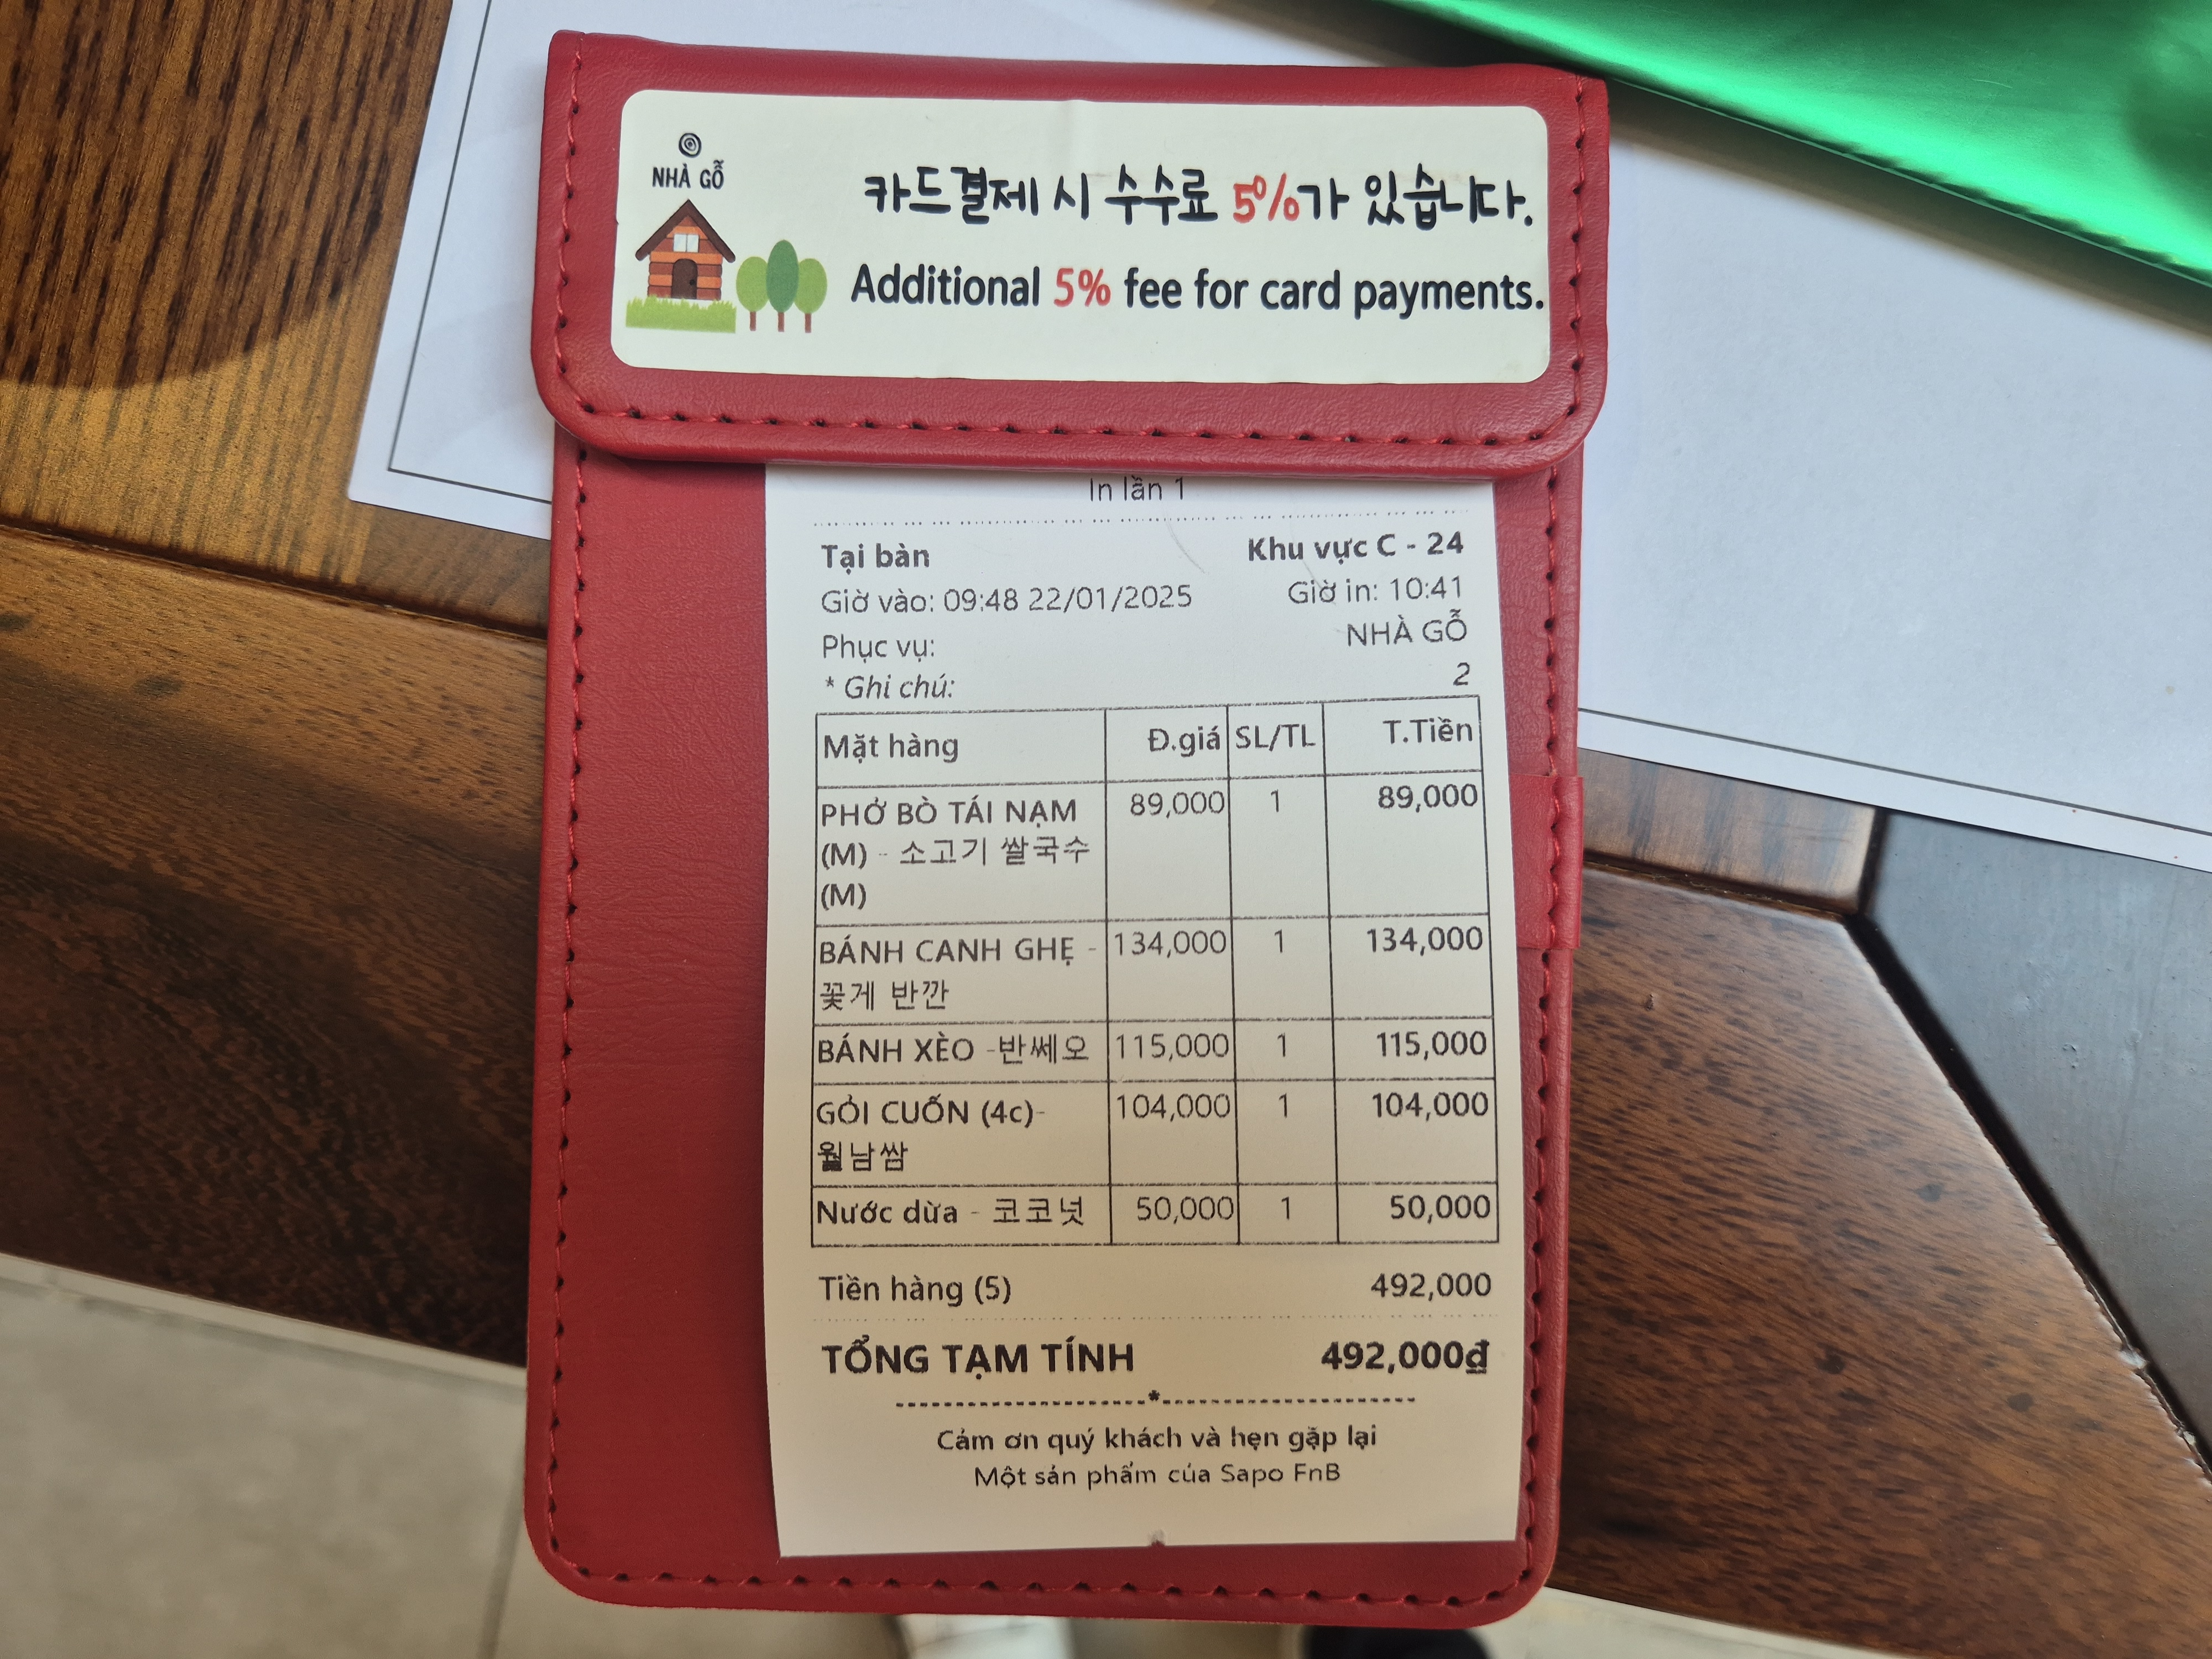 NHÀ GỖ
카드결제 시 수수료 5%가 있습니다.
Additional 5% fee for card payments.
In lần 1
Tại bàn Khu vực C - 24
Giờ vào: 09:48 22/01/2025 Giờ in: 10:41
Phục vụ: NHÀ GỖ
* Ghi chú: 2
Mặt hàng Đ.giá SL/TL T.Tiền
PHỞ BÒ TÁI NẠM 89,000 1 89,000
(M) - 소고기 쌀국수
(M)
BÁNH CANH GHẸ - 134,000 1 134,000
꽃게 반깐
BÁNH XÈO -반쎄오 115,000 1 115,000
GỎI CUỐN (4c)- 104,000 1 104,000
월남쌈
Nước dừa - 코코넛 50,000 1 50,000
Tiền hàng (5) 492,000
TỔNG TẠM TÍNH 492,000₫
--------------------*--------------------
Cảm ơn quý khách và hẹn gặp lại
Một sản phẩm của Sapo FnB